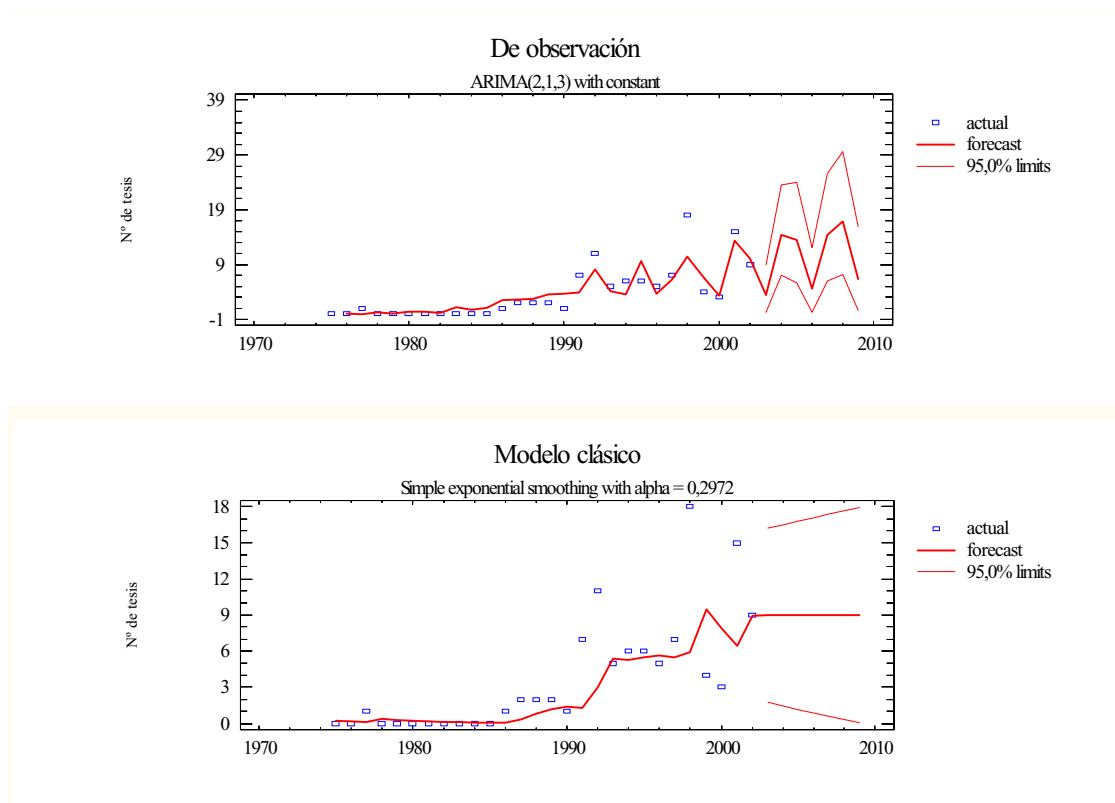 De observación
ARIMA(2,1,3) with constant
39
29
19
9
-1
Nº de tesis
1970
1980
1990
2000
2010
actual
forecast
95,0% limits
Modelo clásico
Simple exponential smoothing with alpha = 0,2972
18
15
12
9
6
3
0
Nº de tesis
1970
1980
1990
2000
2010
actual
forecast
95,0% limits